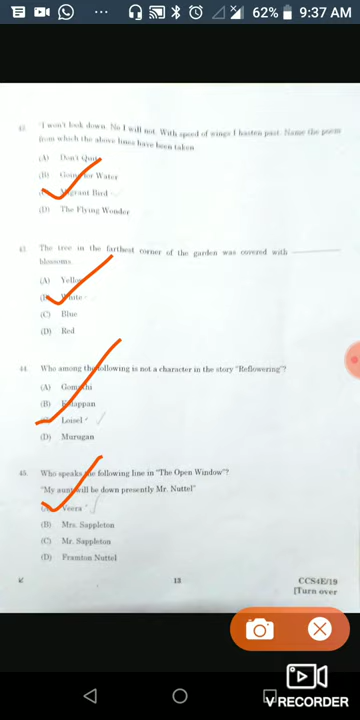 62% 9:37 AM
42. "I won't look down. No I will not. With speed of wings I hasten past. Name the poem
from which the above lines have been taken
(A) Don't Quit
(B) Going for Water
Migrant Bird
(D) The Flying Wonder
43. The tree in the farthest corner of the garden was covered with
blossoms
(A) Yellow
White
(C) Blue
(D) Red
44. Who among the following is not a character in the story "Reflowering"?
(A) Gomathi
(B)
Loisel
(D) Murugan
45. Who speaks the following line in "The Open Window"?
"My aunt will be down presently Mr. Nuttel"
Veera
(B) Mrs. Sappleton
(C) Mr. Sappleton
(D) Framton Nuttel
13
CCS4E/19
[Turn over
V RECORDER